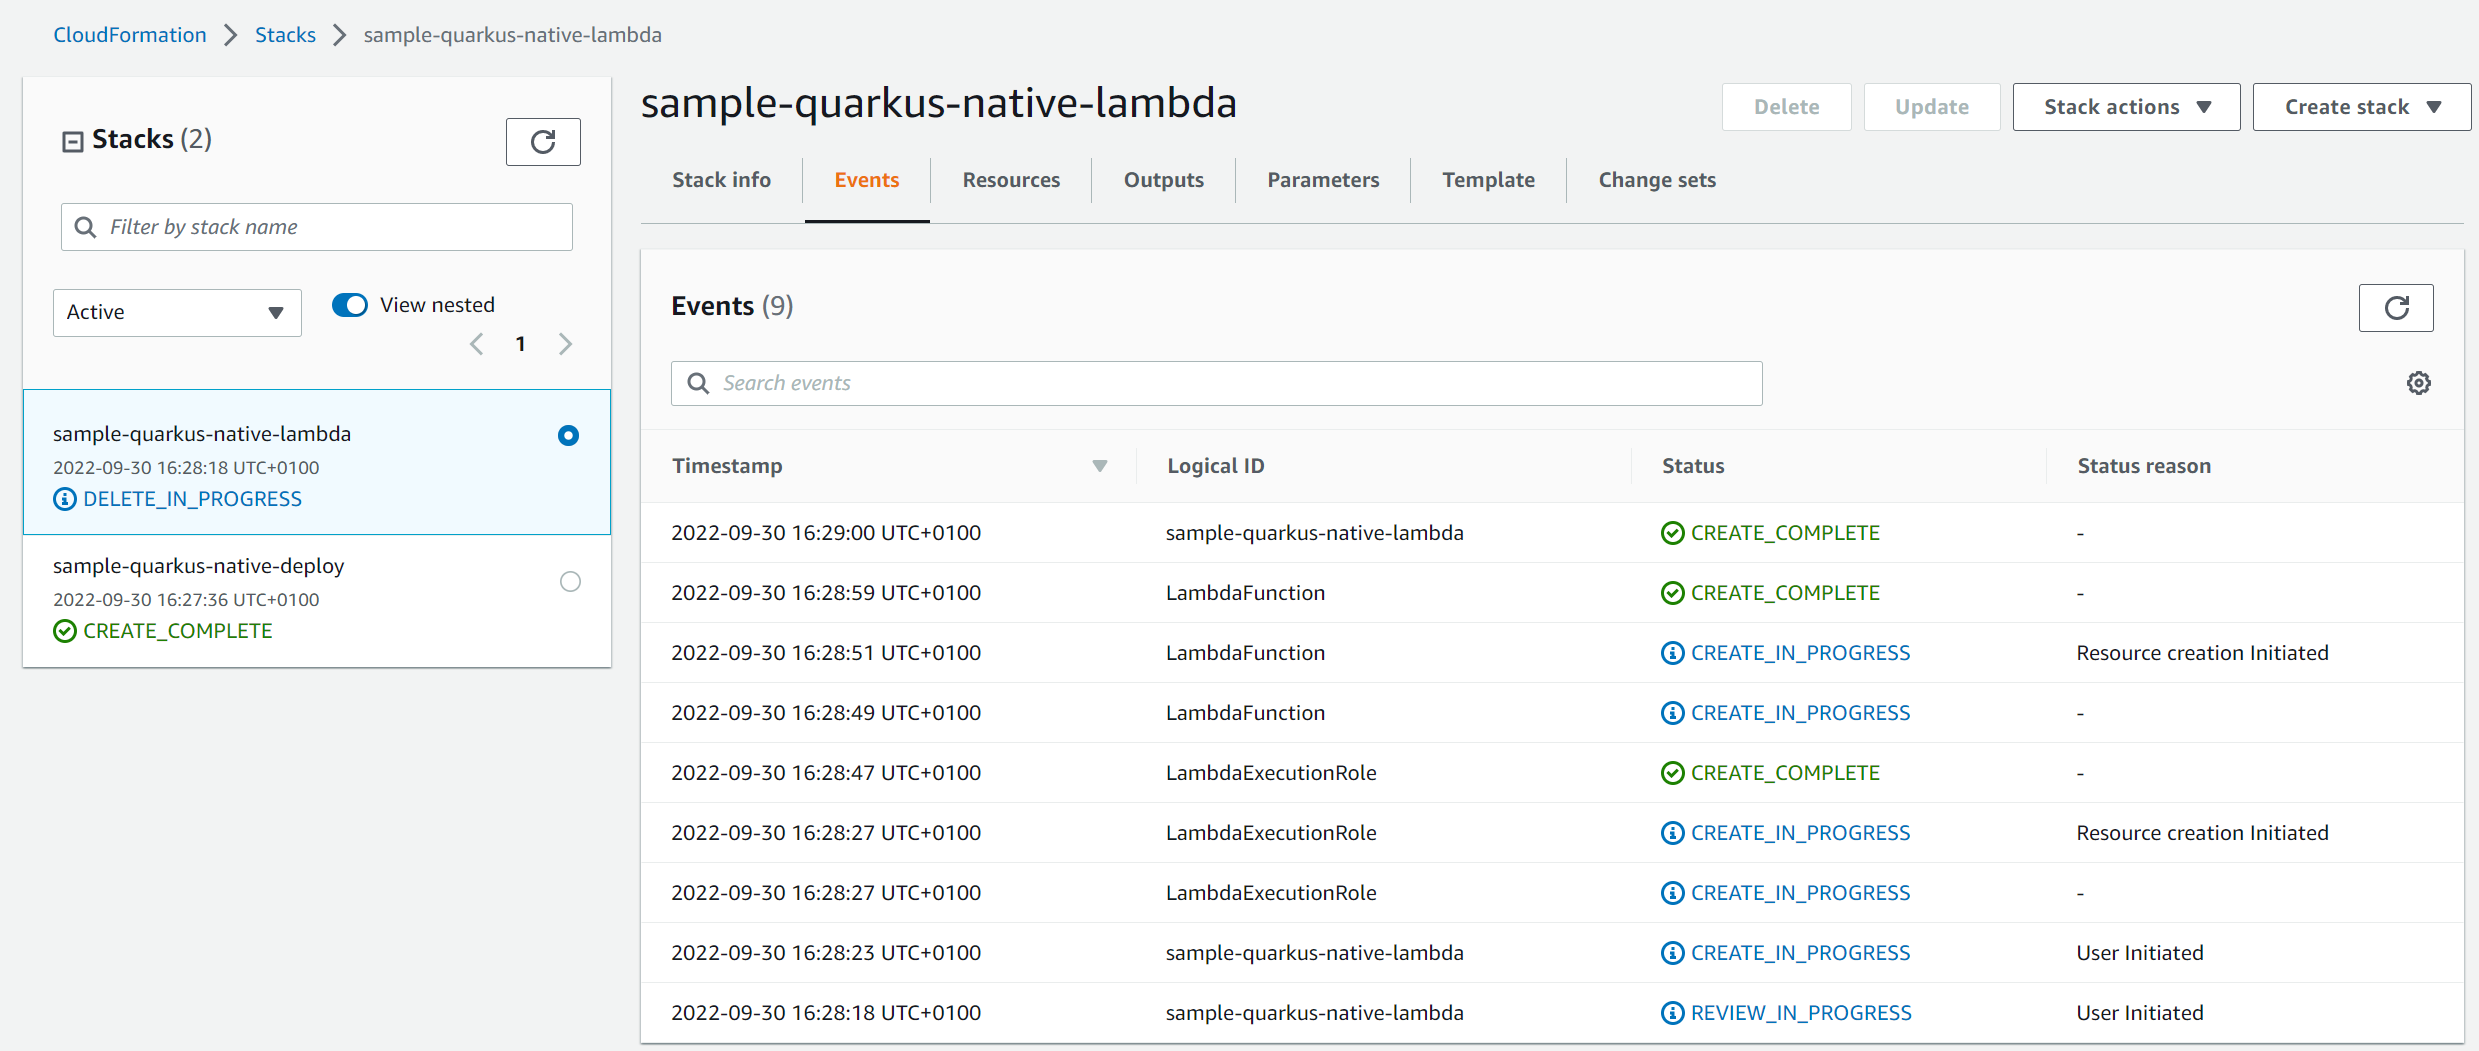 CloudFormation > Stacks > sample-quarkus-native-lambda
Stacks (2)
Filter by stack name
Active
View nested
1
sample-quarkus-native-lambda
2022-09-30 16:28:18 UTC+0100
DELETE_IN_PROGRESS
sample-quarkus-native-deploy
2022-09-30 16:27:36 UTC+0100
CREATE_COMPLETE
sample-quarkus-native-lambda
Delete Update Stack actions Create stack
Stack info Events Resources Outputs Parameters Template Change sets
Events (9)
Search events
Timestamp Logical ID Status Status reason
2022-09-30 16:29:00 UTC+0100 sample-quarkus-native-lambda CREATE_COMPLETE -
2022-09-30 16:28:59 UTC+0100 LambdaFunction CREATE_COMPLETE -
2022-09-30 16:28:51 UTC+0100 LambdaFunction CREATE_IN_PROGRESS Resource creation Initiated
2022-09-30 16:28:49 UTC+0100 LambdaFunction CREATE_IN_PROGRESS -
2022-09-30 16:28:47 UTC+0100 LambdaExecutionRole CREATE_COMPLETE -
2022-09-30 16:28:27 UTC+0100 LambdaExecutionRole CREATE_IN_PROGRESS Resource creation Initiated
2022-09-30 16:28:27 UTC+0100 LambdaExecutionRole CREATE_IN_PROGRESS -
2022-09-30 16:28:23 UTC+0100 sample-quarkus-native-lambda CREATE_IN_PROGRESS User Initiated
2022-09-30 16:28:18 UTC+0100 sample-quarkus-native-lambda REVIEW_IN_PROGRESS User Initiated